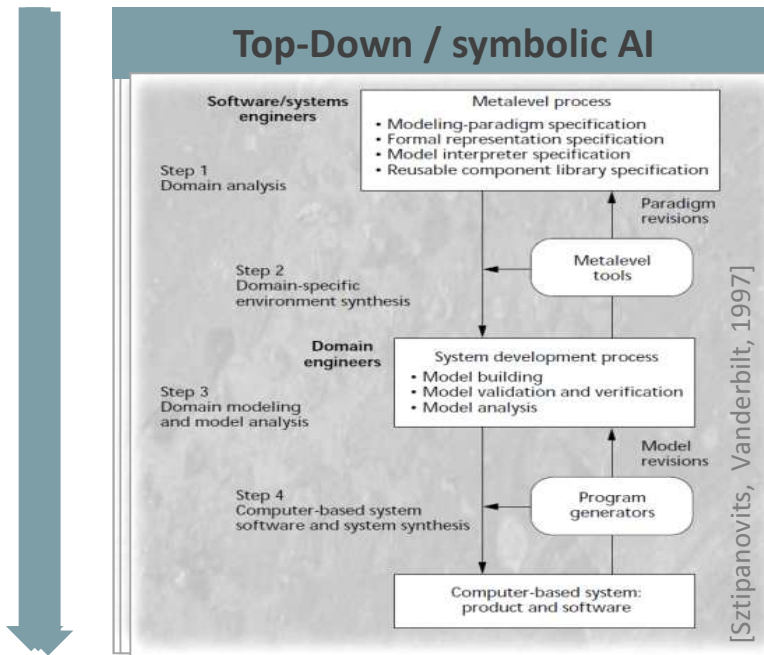 Top-Down / symbolic AI
Software/systems
engineers
Metalevel process
• Modeling-paradigm specification
• Formal representation specification
• Model interpreter specification
• Reusable component library specification
Step 1
Domain analysis
Paradigm
revisions
Step 2
Domain-specific
environment synthesis
Metalevel
tools
Domain
engineers
System development process
• Model building
• Model validation and verification
• Model analysis
Step 3
Domain modeling
and model analysis
Model
revisions
Step 4
Computer-based system
software and system synthesis
Program
generators
Computer-based system:
product and software
[Sztipanovits, Vanderbilt, 1997]